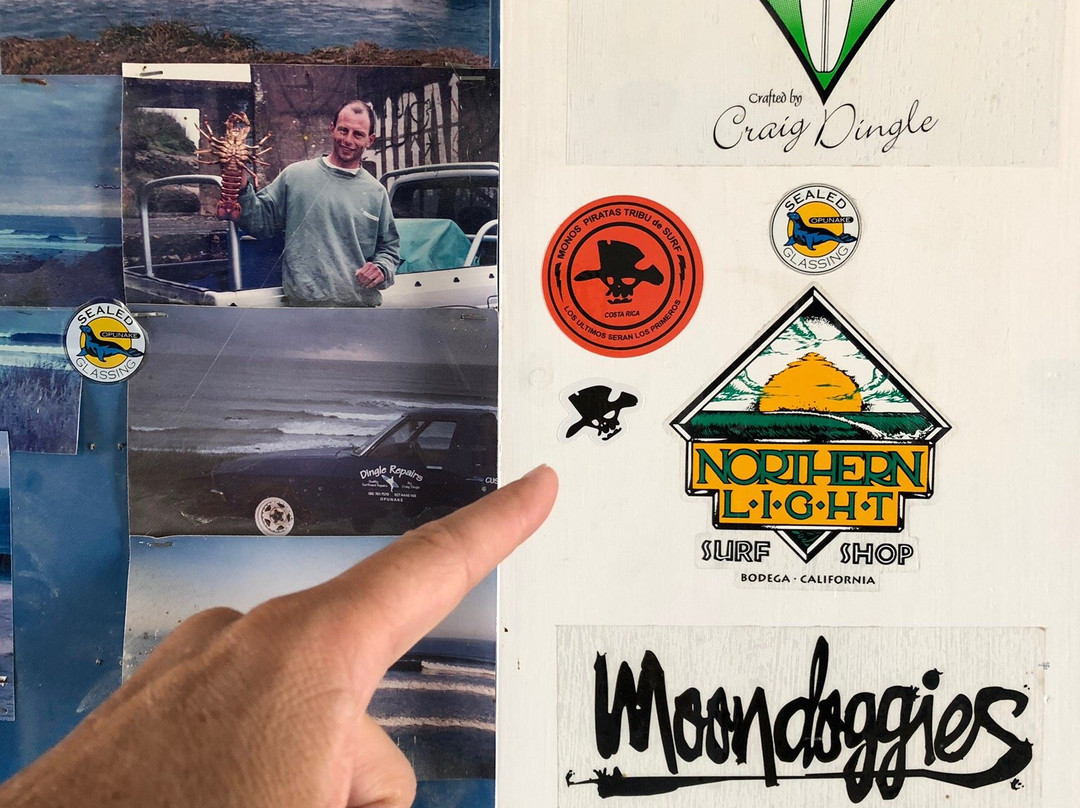 Crafted by
Craig Dingle
MONOS PIRATAS TRIBU de SURF
COSTA RICA
LOS ULTIMOS SERAN LOS PRIMEROS
SEALED
OPUNAKE
GLASSING
SEALED
OPUNAKE
GLASSING
Dingle Repairs
OPUNAKE
CUS
NORTHERN
L·I·G·H·T
SURF SHOP
BODEGA · CALIFORNIA
Moondoggies